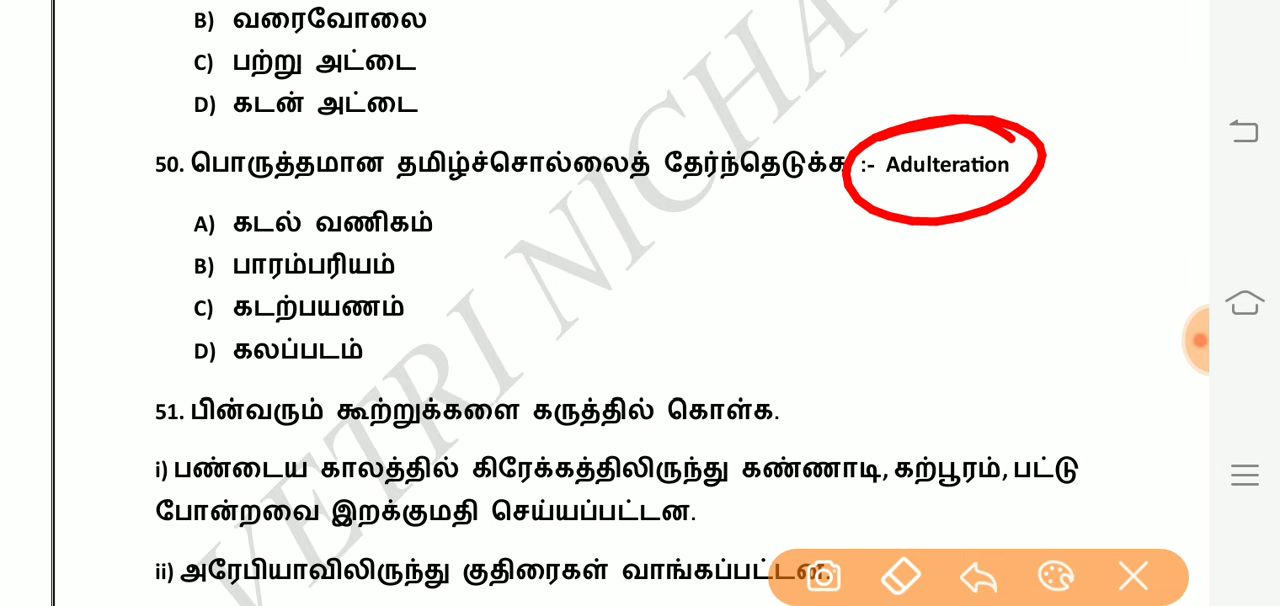 B) வரைவோலை
C) பற்று அட்டை
D) கடன் அட்டை
50. பொருத்தமான தமிழ்ச்சொல்லைத் தேர்ந்தெடுக்க :- Adulteration
A) கடல் வணிகம்
B) பாரம்பரியம்
C) கடற்பயணம்
D) கலப்படம்
51. பின்வரும் கூற்றுக்களை கருத்தில் கொள்க.
i) பண்டைய காலத்தில் கிரேக்கத்திலிருந்து கண்ணாடி, கற்பூரம், பட்டு
போன்றவை இறக்குமதி செய்யப்பட்டன.
ii) அரேபியாவிலிருந்து குதிரைகள் வாங்கப்பட்டன.
VETRI NICHA